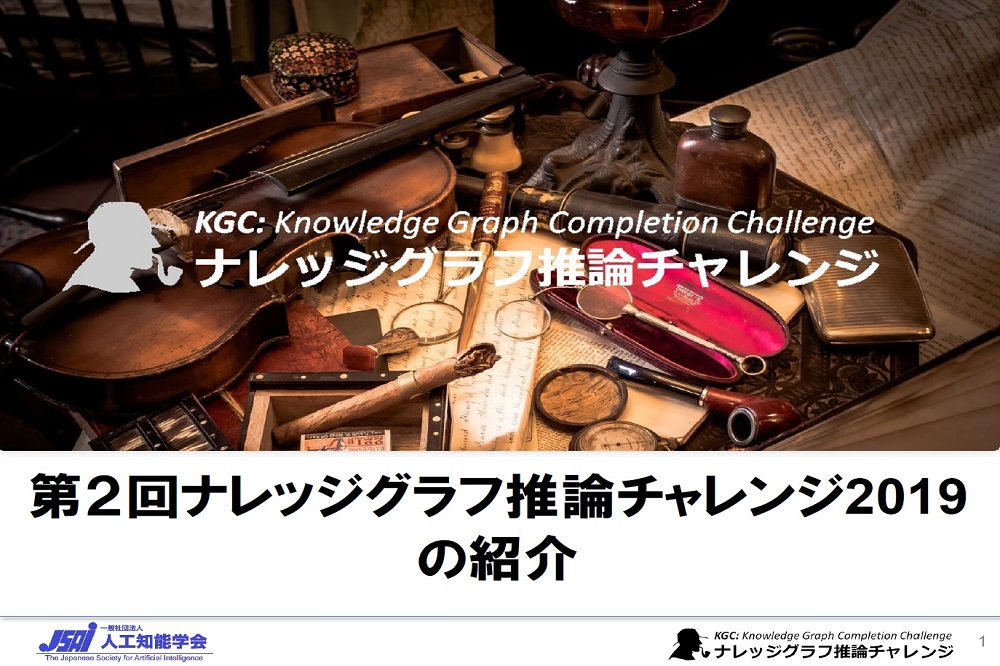 KGC: Knowledge Graph Completion Challenge
ナレッジグラフ推論チャレンジ
第２回ナレッジグラフ推論チャレンジ2019
の紹介
JSAI 一般社団法人
人工知能学会
The Japanese Society for Artificial Intelligence
KGC: Knowledge Graph Completion Challenge
ナレッジグラフ推論チャレンジ
1